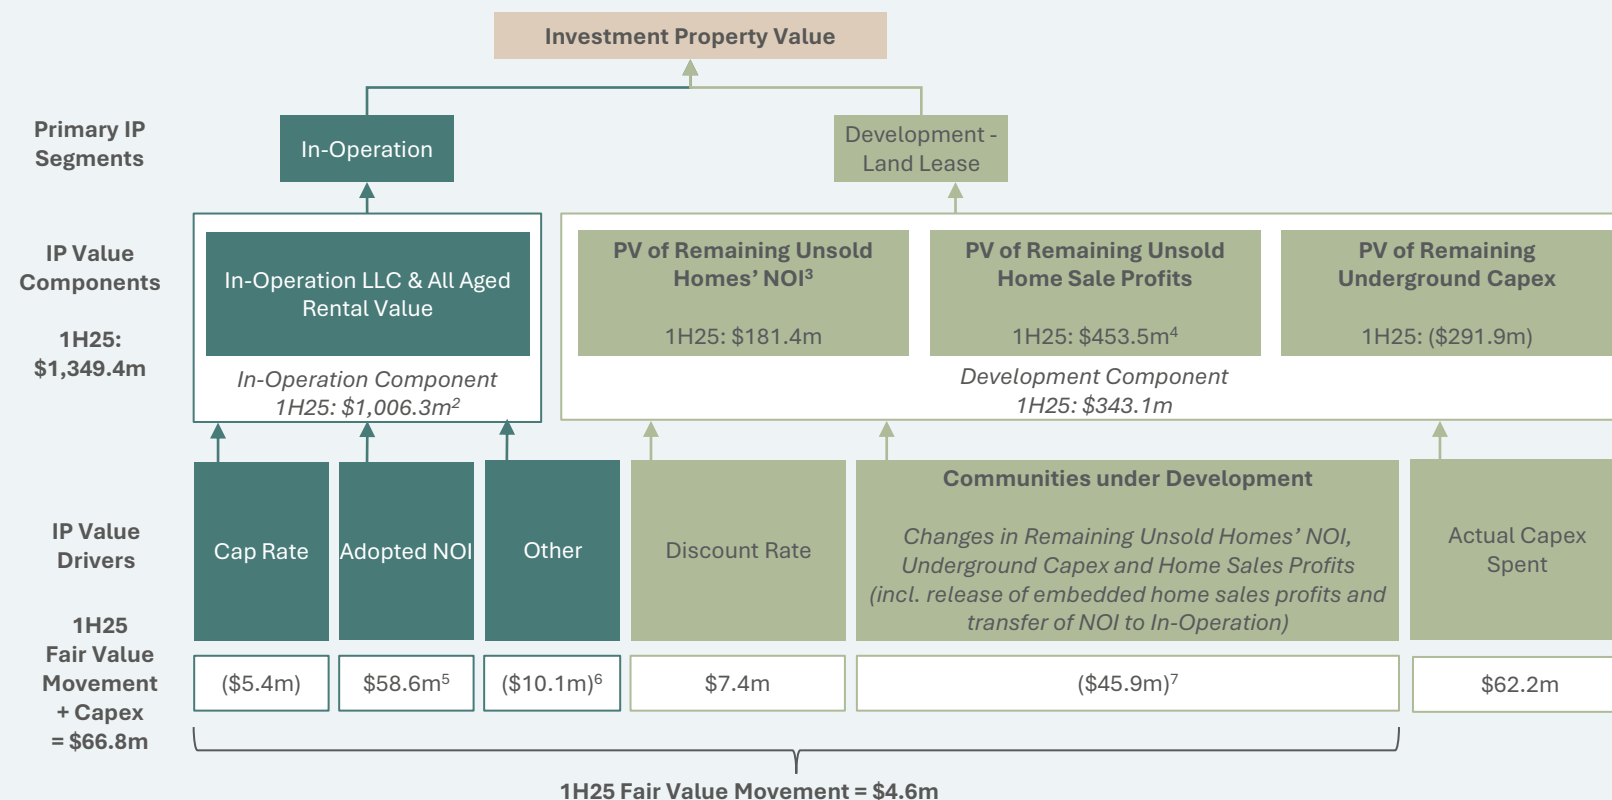 Investment Property Value
Primary IP
Segments
In-Operation
Development -
Land Lease
IP Value
Components
1H25:
$1,349.4m
In-Operation LLC & All Aged
Rental Value
In-Operation Component
1H25: $1,006.3m²
PV of Remaining Unsold
Homes’ NOI³
1H25: $181.4m
PV of Remaining Unsold
Home Sale Profits
1H25: $453.5m⁴
PV of Remaining
Underground Capex
1H25: ($291.9m)
Development Component
1H25: $343.1m
IP Value
Drivers
Cap Rate
Adopted NOI
Other
Discount Rate
Communities under Development
Changes in Remaining Unsold Homes’ NOI,
Underground Capex and Home Sales Profits
(incl. release of embedded home sales profits and
transfer of NOI to In-Operation)
Actual Capex
Spent
1H25
Fair Value
Movement
+ Capex
= $66.8m
($5.4m)
$58.6m⁵
($10.1m)⁶
$7.4m
($45.9m)⁷
$62.2m
1H25 Fair Value Movement = $4.6m